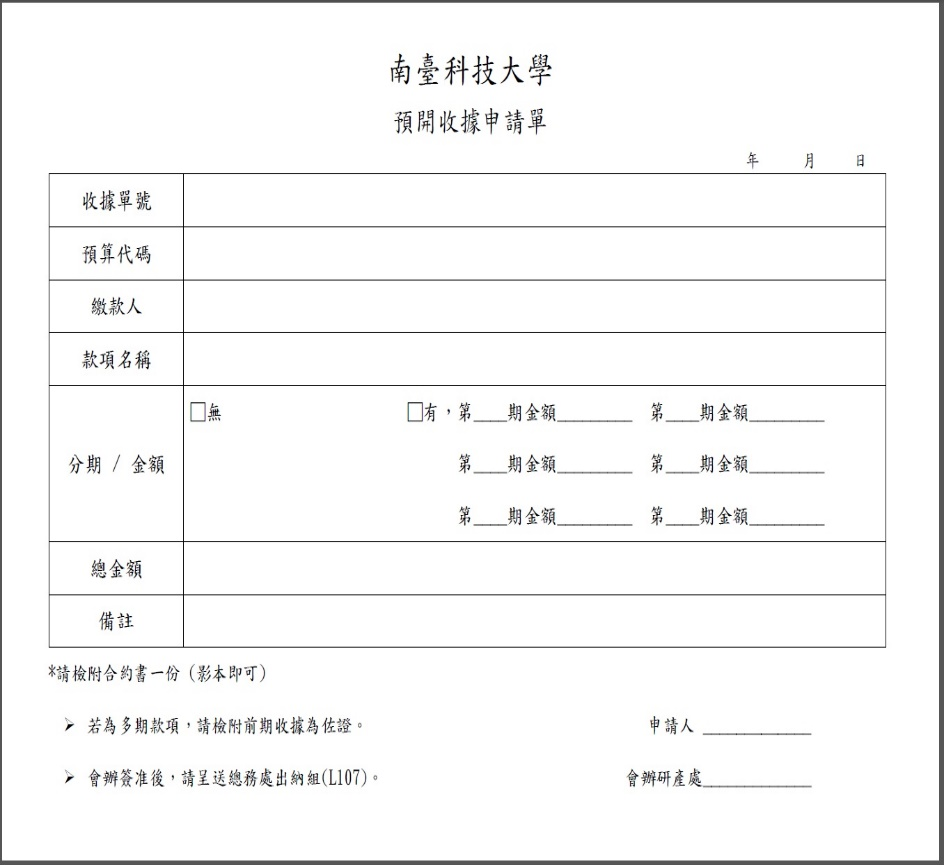 南臺科技大學
預開收據申請單
年 月 日
收據單號
預算代碼
繳款人
款項名稱
分期 / 金額
□無 □有，第____期金額_________ 第____期金額_________
第____期金額_________ 第____期金額_________
第____期金額_________ 第____期金額_________
總金額
備註
*請檢附合約書一份（影本即可）
➢ 若為多期款項，請檢附前期收據為佐證。 申請人 _____________
➢ 會辦簽准後，請呈送總務處出納組(L107)。 會辦研產處_____________